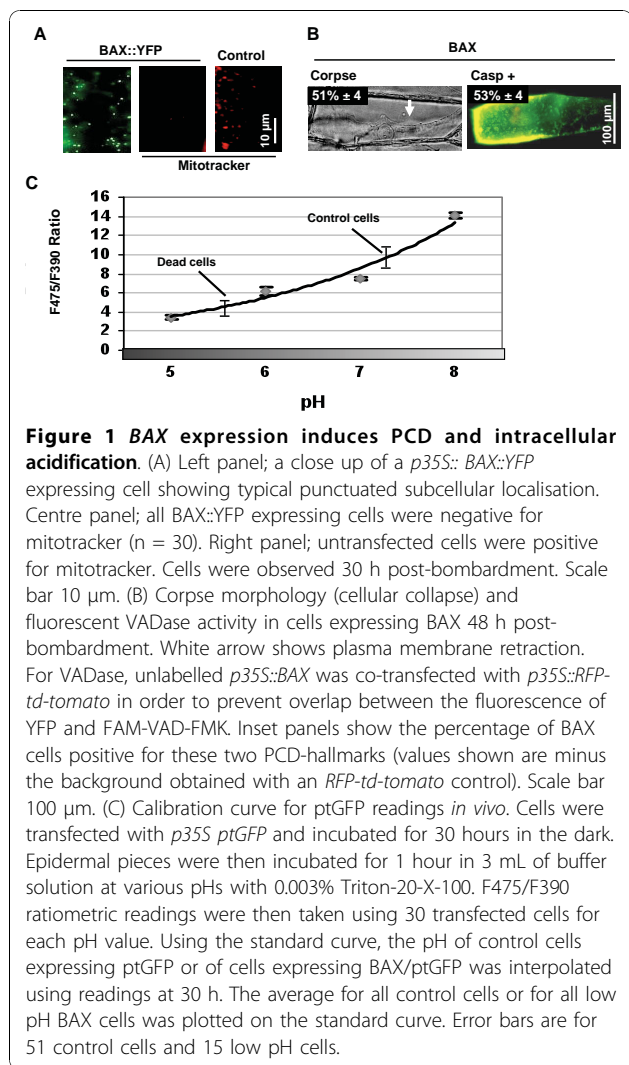 A
BAX::YFP
Control
Mitotracker
10 µm
B
BAX
Corpse
Casp +
51% ± 4
53% ± 4
100 µm
C
F475/F390 Ratio
16
14
12
10
8
6
4
2
0
Control cells
Dead cells
5 6 7 8
pH
Figure 1 BAX expression induces PCD and intracellular
acidification. (A) Left panel; a close up of a p35S:: BAX::YFP
expressing cell showing typical punctuated subcellular localisation.
Centre panel; all BAX::YFP expressing cells were negative for
mitotracker (n = 30). Right panel; untransfected cells were positive
for mitotracker. Cells were observed 30 h post-bombardment. Scale
bar 10 μm. (B) Corpse morphology (cellular collapse) and
fluorescent VADase activity in cells expressing BAX 48 h post-
bombardment. White arrow shows plasma membrane retraction.
For VADase, unlabelled p35S::BAX was co-transfected with p35S::RFP-
td-tomato in order to prevent overlap between the fluorescence of
YFP and FAM-VAD-FMK. Inset panels show the percentage of BAX
cells positive for these two PCD-hallmarks (values shown are minus
the background obtained with an RFP-td-tomato control). Scale bar
100 μm. (C) Calibration curve for ptGFP readings in vivo. Cells were
transfected with p35S ptGFP and incubated for 30 hours in the dark.
Epidermal pieces were then incubated for 1 hour in 3 mL of buffer
solution at various pHs with 0.003% Triton-20-X-100. F475/F390
ratiometric readings were then taken using 30 transfected cells for
each pH value. Using the standard curve, the pH of control cells
expressing ptGFP or of cells expressing BAX/ptGFP was interpolated
using readings at 30 h. The average for all control cells or for all low
pH BAX cells was plotted on the standard curve. Error bars are for
51 control cells and 15 low pH cells.